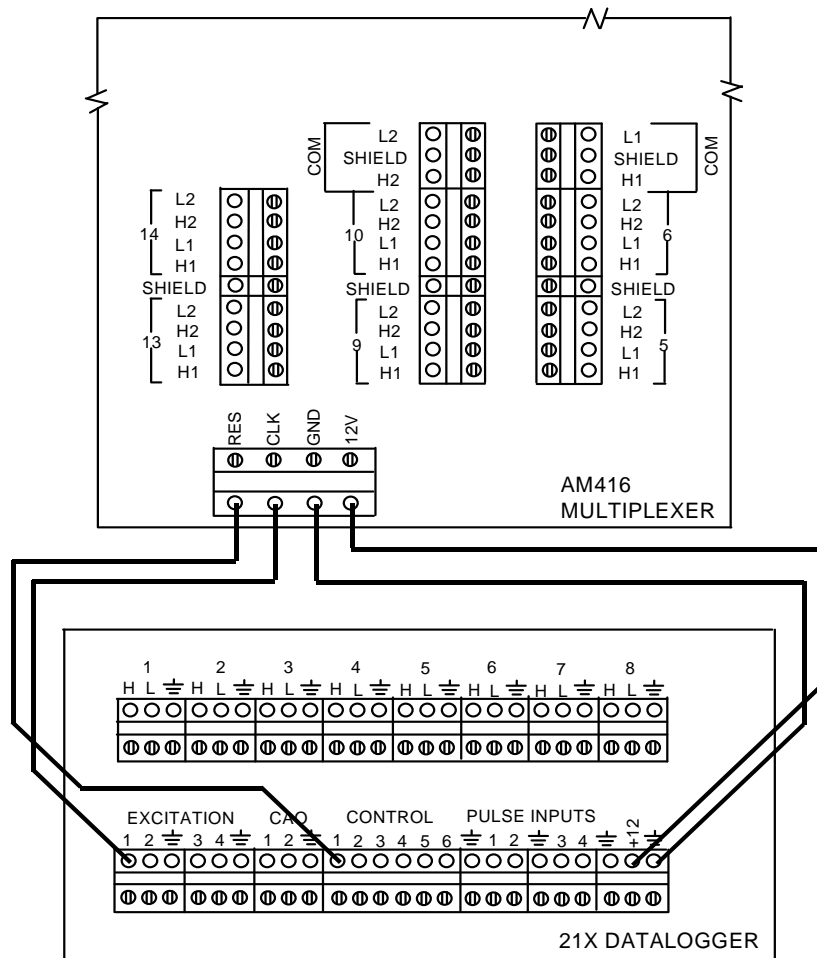 L2 L1
COM SHIELD SHIELD COM
H2 H1
L2 L2 L2
H2 H2 H2
14 10 6
L1 L1 L1
H1 H1 H1
SHIELD SHIELD SHIELD
L2 L2 L2
H2 H2 H2
13 9 5
L1 L1 L1
H1 H1 H1
RES CLK GND 12V
AM416
MULTIPLEXER
1 2 3 4 5 6 7 8
H L H L H L H L H L H L H L H L
EXCITATION CAO CONTROL PULSE INPUTS
1 2 3 4 1 2 1 2 3 4 5 6 1 2 3 4 +12
21X DATALOGGER